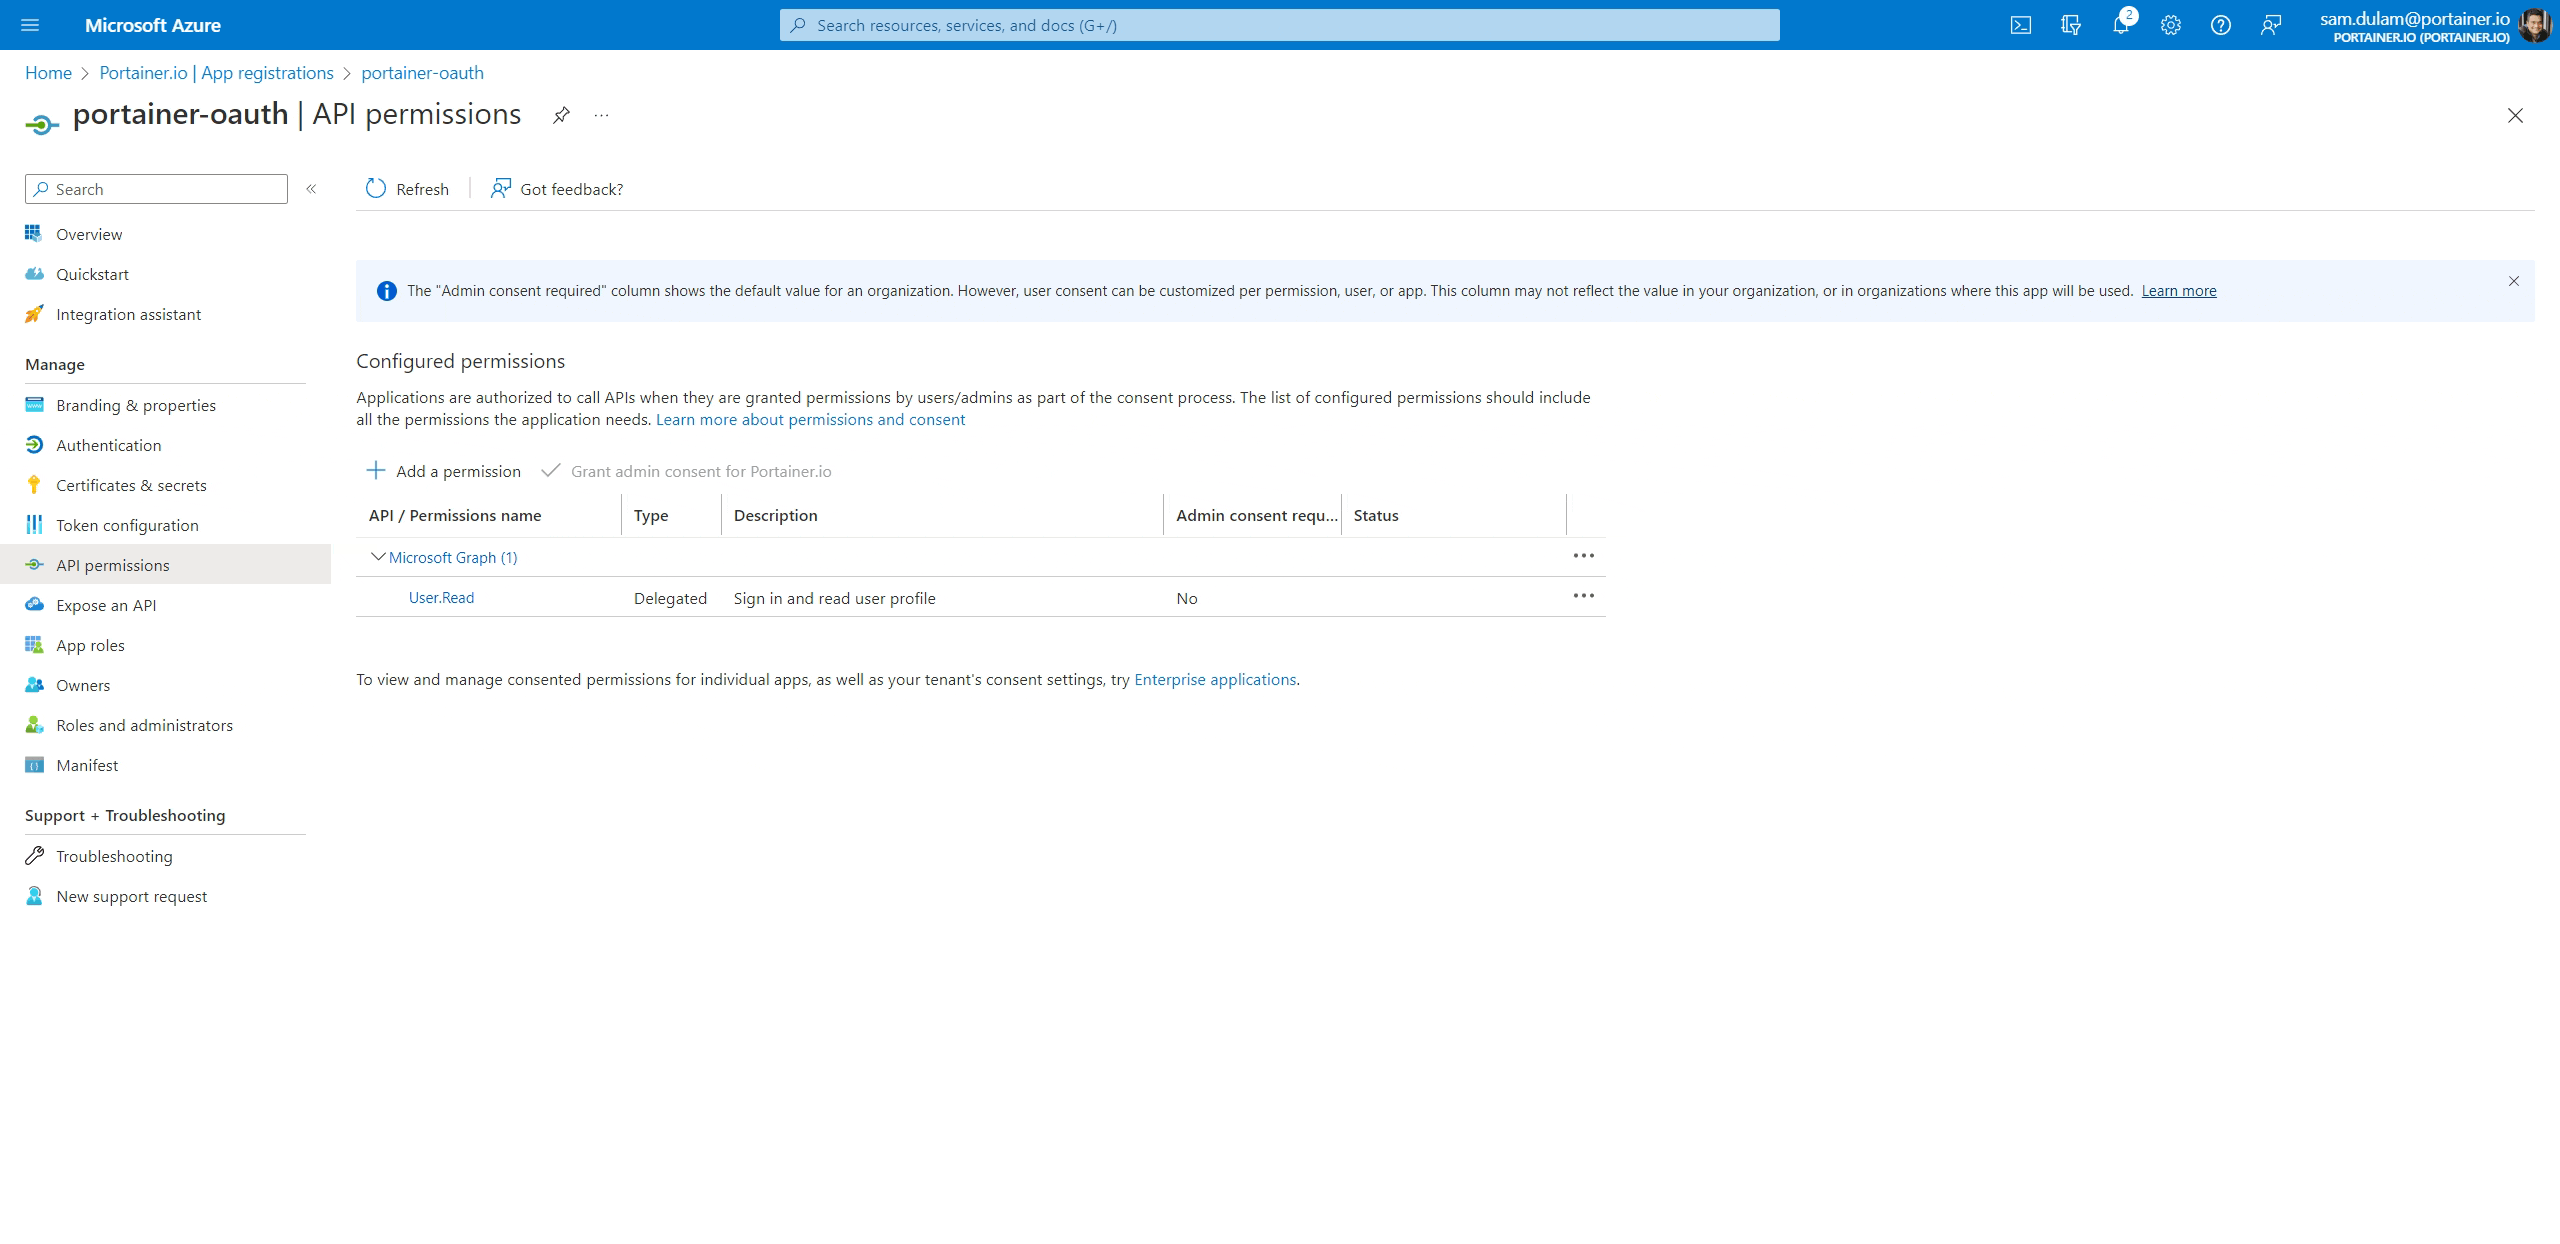 Microsoft Azure
Search resources, services, and docs (G+/)
2
sam.dulam@portainer.io
PORTAINER.IO (PORTAINER.IO)
Home > Portainer.io | App registrations > portainer-oauth
portainer-oauth | API permissions
...
Search
«
Refresh
Got feedback?
Overview
Quickstart
Integration assistant
Manage
Branding & properties
Authentication
Certificates & secrets
Token configuration
API permissions
Expose an API
App roles
Owners
Roles and administrators
Manifest
Support + Troubleshooting
Troubleshooting
New support request
The "Admin consent required" column shows the default value for an organization. However, user consent can be customized per permission, user, or app. This column may not reflect the value in your organization, or in organizations where this app will be used. Learn more
Configured permissions
Applications are authorized to call APIs when they are granted permissions by users/admins as part of the consent process. The list of configured permissions should include
all the permissions the application needs. Learn more about permissions and consent
Add a permission
Grant admin consent for Portainer.io
API / Permissions name Type Description Admin consent requ... Status
Microsoft Graph (1)
User.Read Delegated Sign in and read user profile No
To view and manage consented permissions for individual apps, as well as your tenant's consent settings, try Enterprise applications.